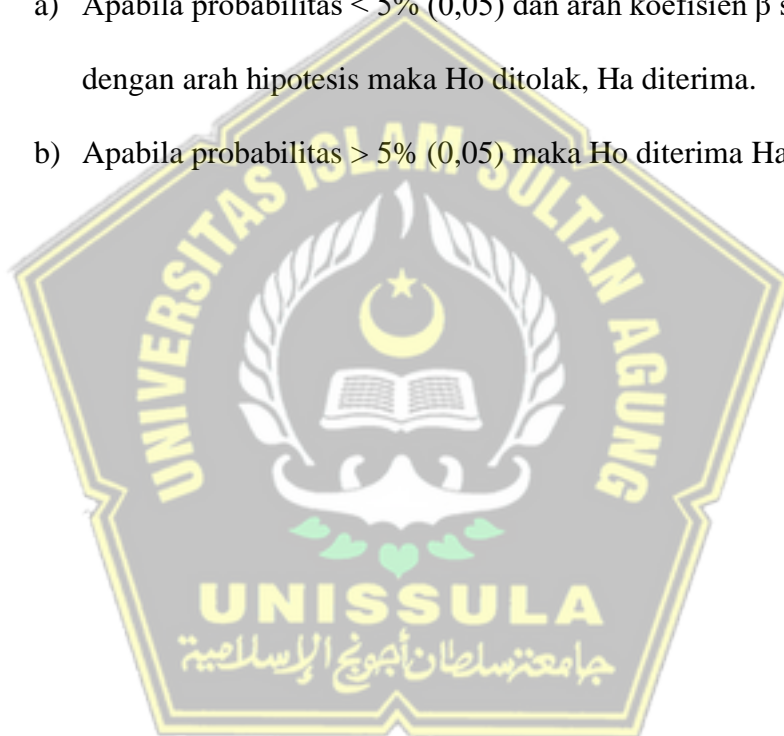 a) Apabila probabilitas < 5% (0,05) dan arah koefisien β
dengan arah hipotesis maka Ho ditolak, Ha diterima.
b) Apabila probabilitas > 5% (0,05) maka Ho diterima Ha
UNIVERSITAS ISLAM SULTAN AGUNG
UNISSULA
جامعة سلطان أجونج الإسلامية